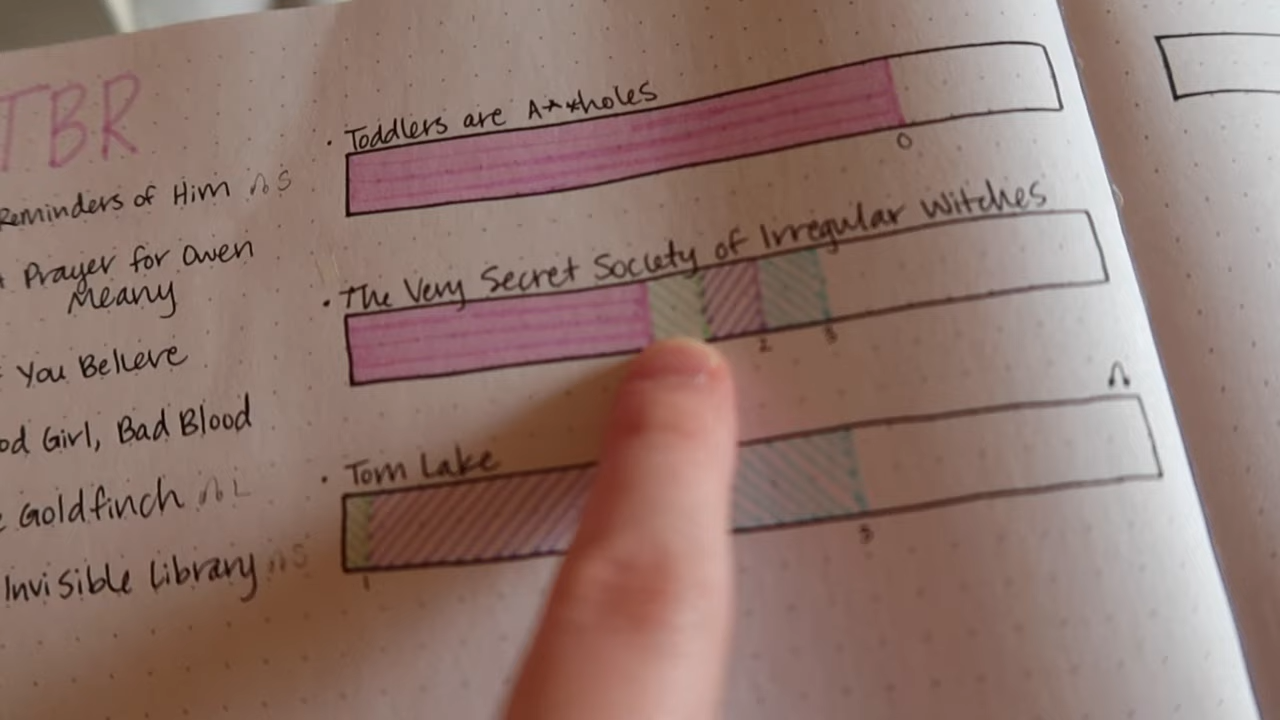 TBR
Reminders of Him S
Prayer for Owen
Meany
You Believe
Girl, Bad Blood
Goldfinch L
Invisible Library S
• Toddlers are A**holes
0
• The Very Secret Society of Irregular Witches
2 3
• Tom Lake
1 3